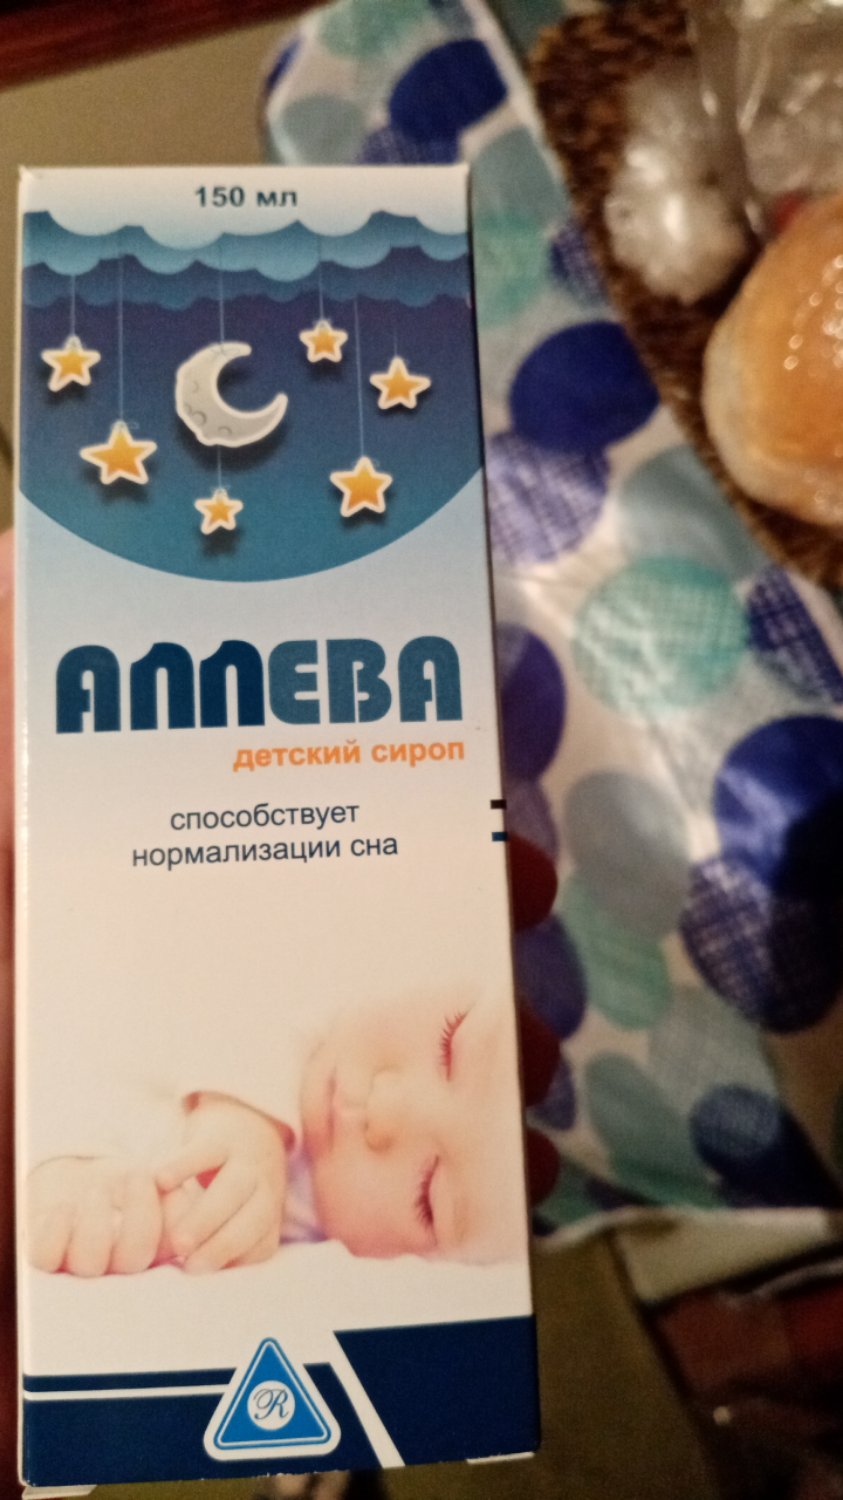 150 мл
АЛЛЕВА
детский сироп
способствует
нормализации сна
R